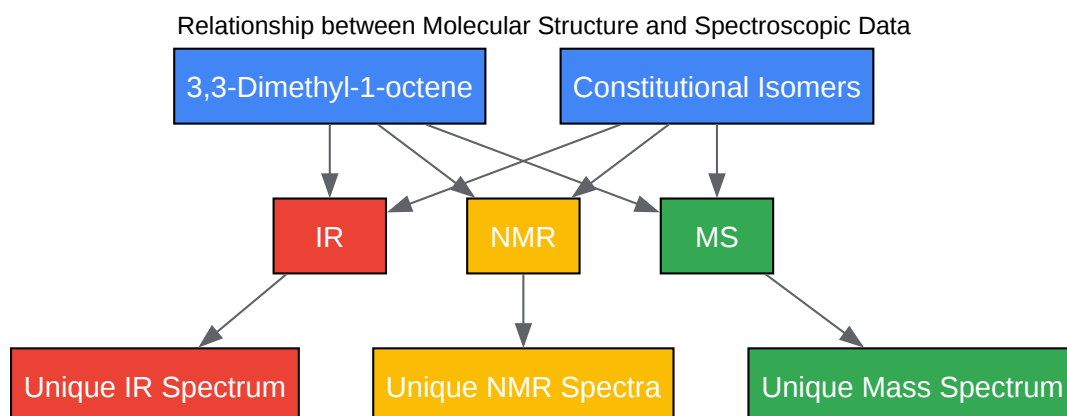 Relationship between Molecular Structure and Spectroscopic Data
3,3-Dimethyl-1-octene
Constitutional Isomers
IR
NMR
MS
Unique IR Spectrum
Unique NMR Spectra
Unique Mass Spectrum